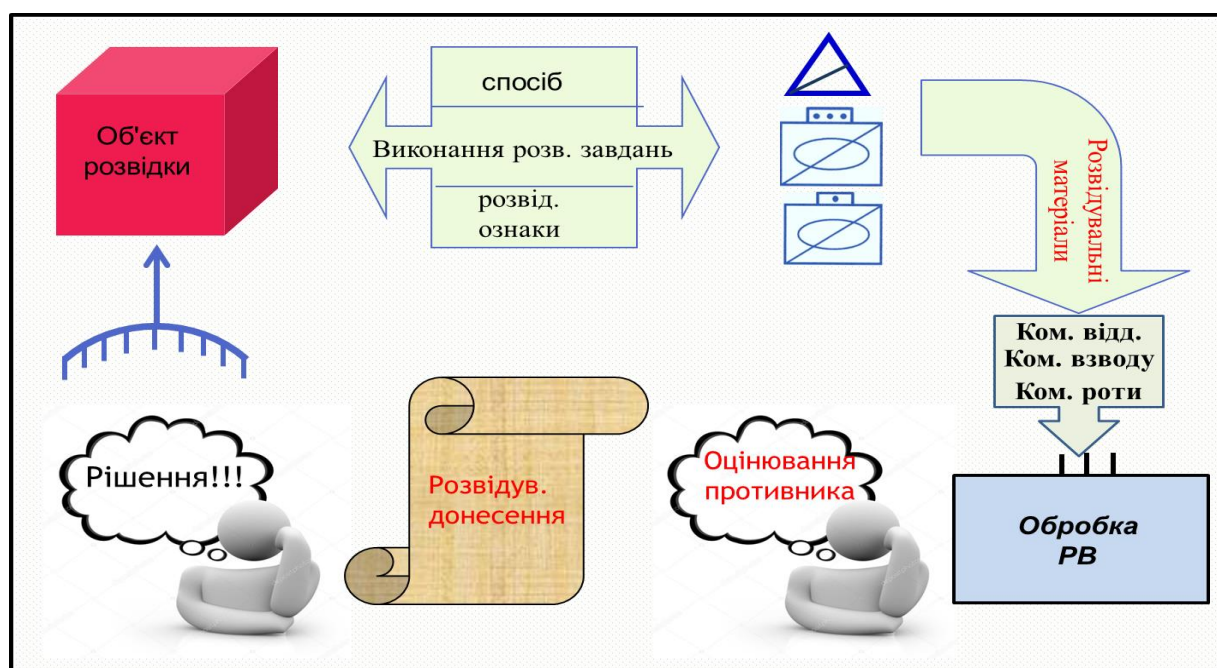 Об'єкт
розвідки
спосіб
Виконання розв. завдань
розвід.
ознаки
Розвідувальні
матеріали
Ком. відд.
Ком. взводу
Ком. роти
Рішення!!!
Розвідув.
донесення
Оцінювання
противника
Обробка
РВ